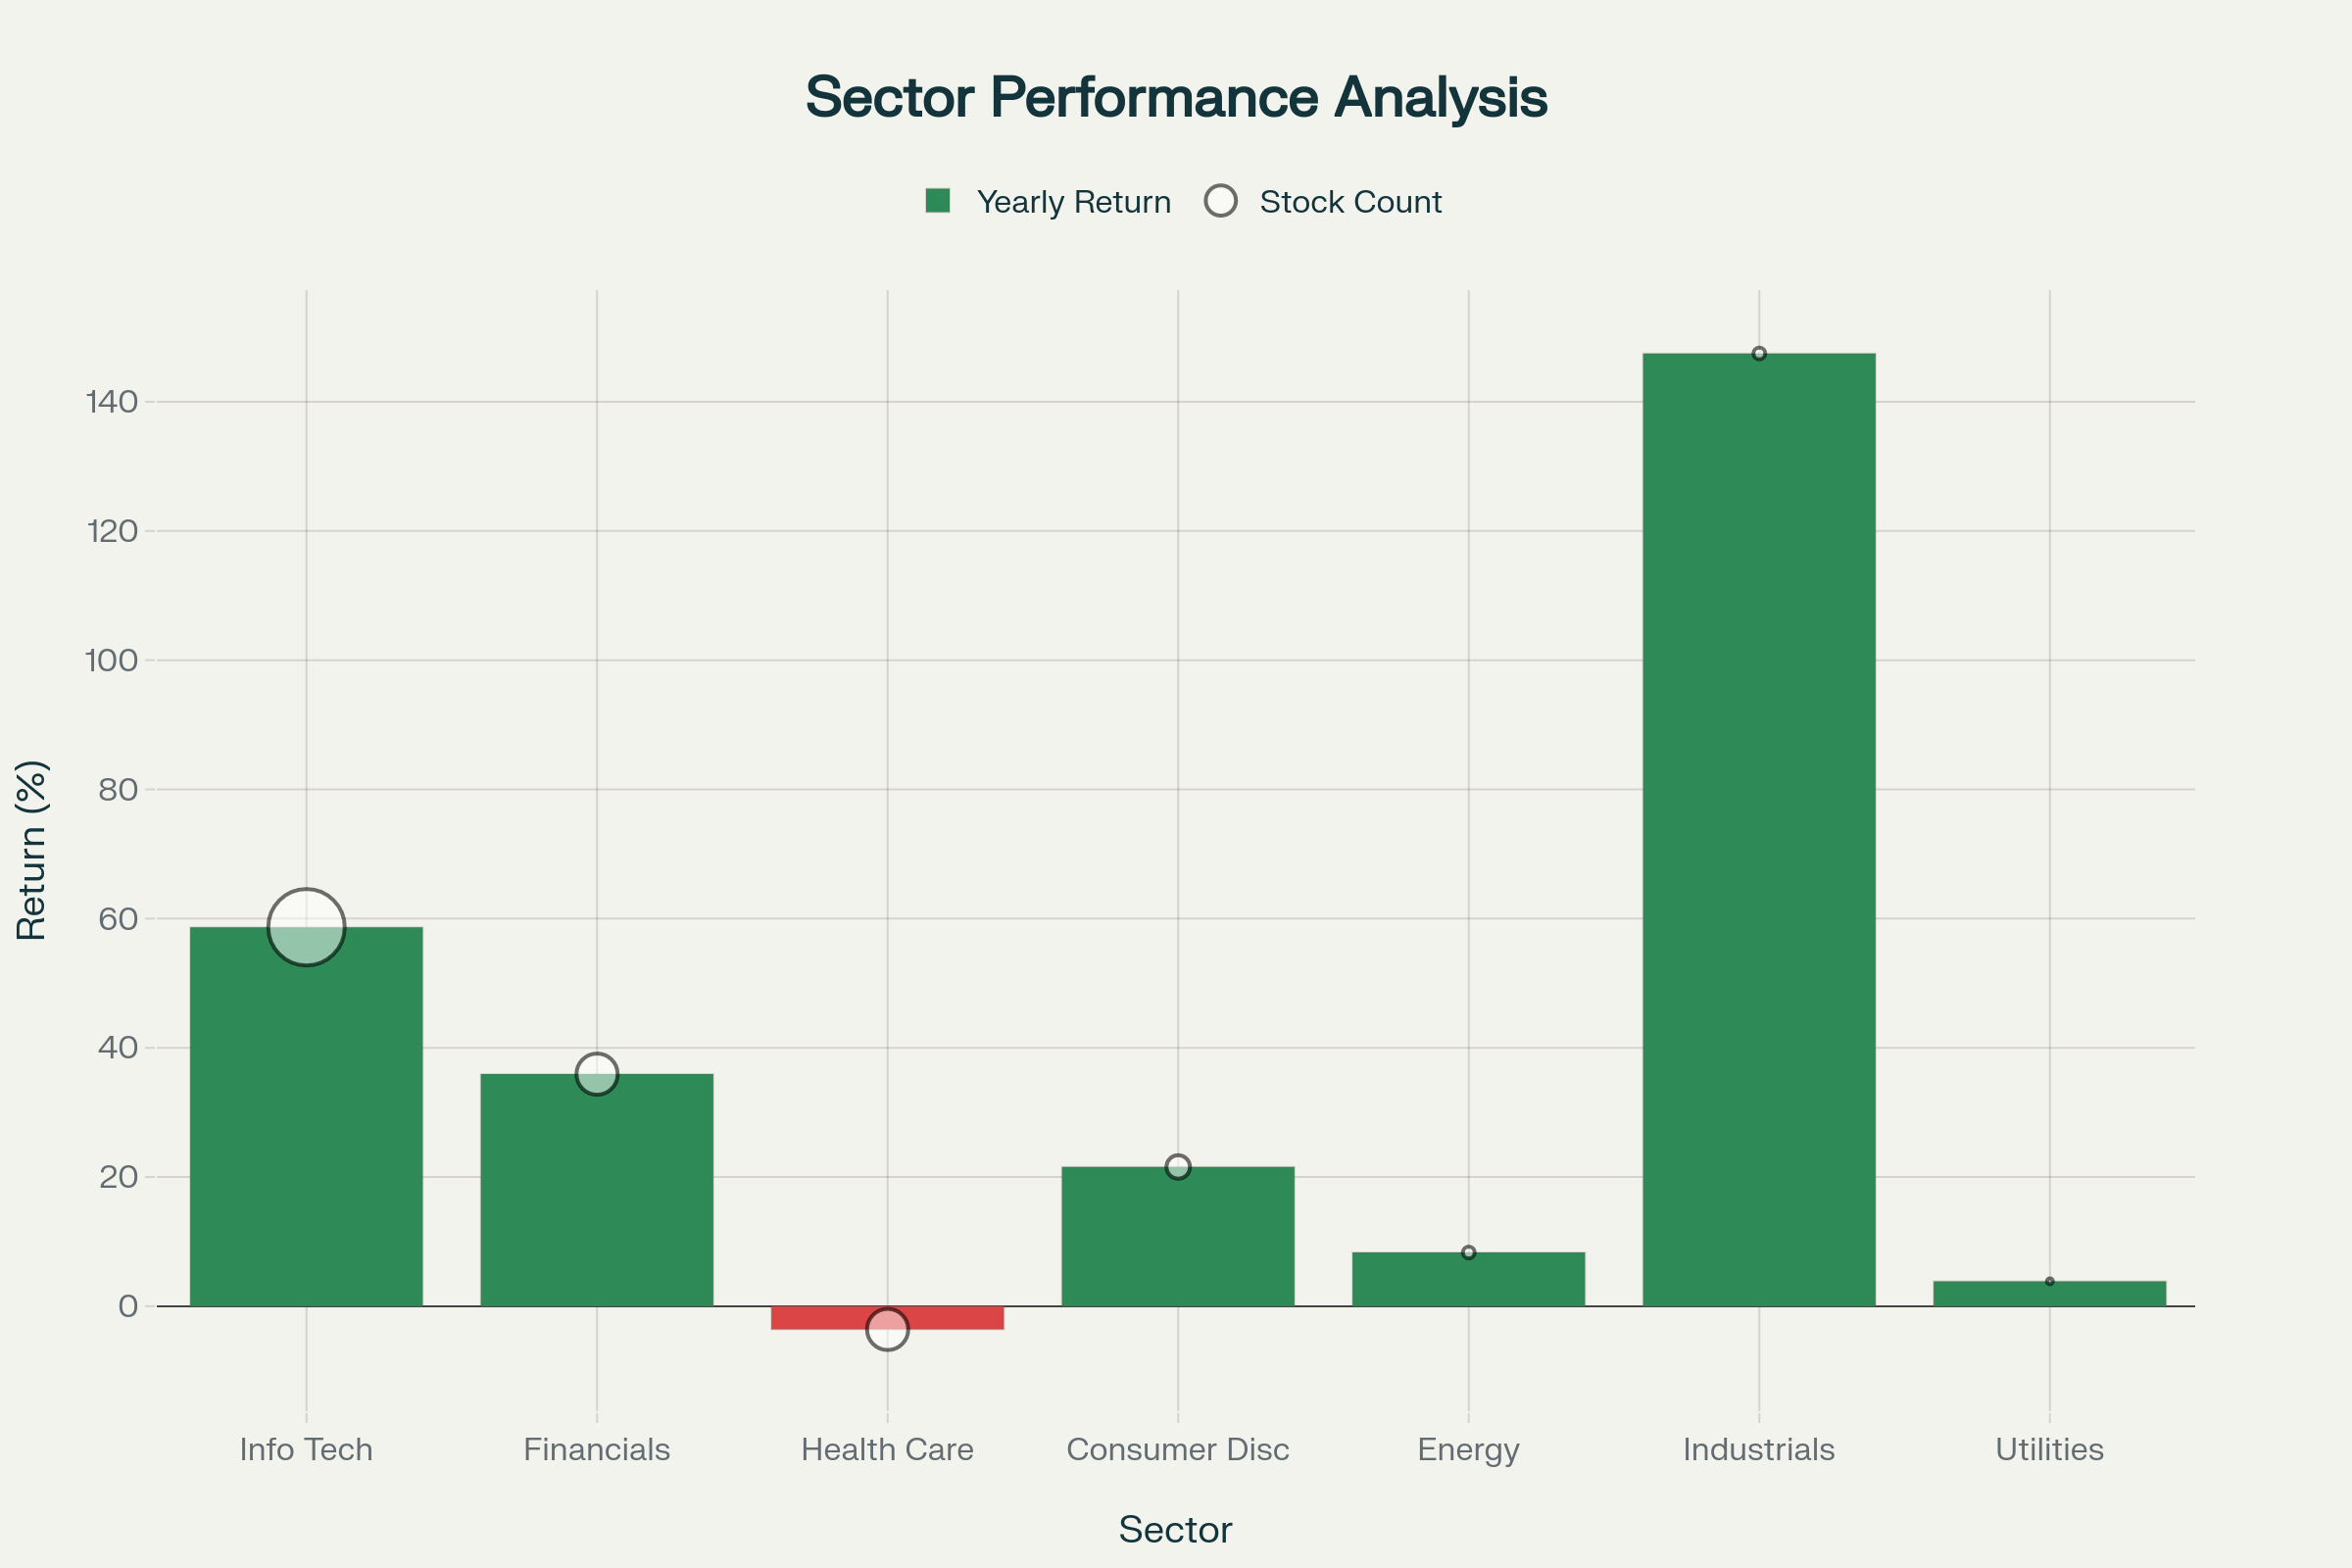 Sector Performance Analysis
Yearly Return
Stock Count
Return (%)
140
120
100
80
60
40
20
0
Info Tech
Financials
Health Care
Consumer Disc
Energy
Industrials
Utilities
Sector